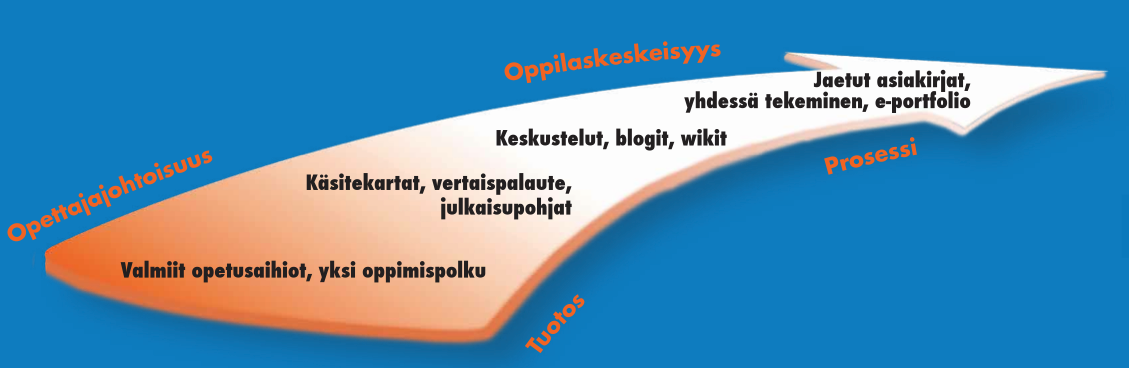 Oppilaskeskeisyys
Jaetut asiakirjat,
yhdessä tekeminen, e-portfolio
Keskustelut, blogit, wikit
Prosessi
Opettajajohtoisuus
Käsitekartat, vertaispalaute,
julkaisupohjat
Valmiit opetusaihiot, yksi oppimispolku
Tuotos